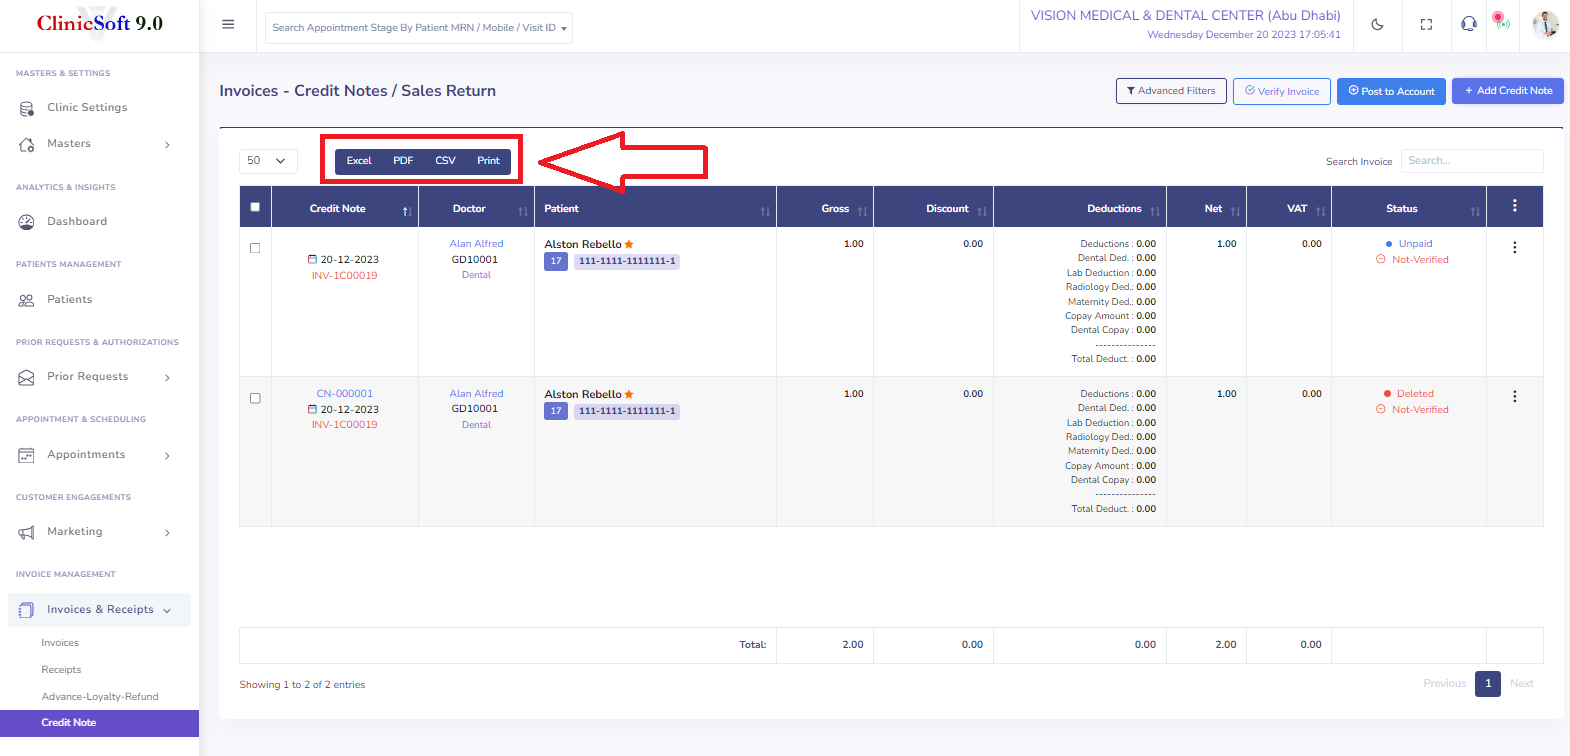 ClinicSoft 9.0
Search Appointment Stage By Patient MRN / Mobile / Visit ID
VISION MEDICAL & DENTAL CENTER (Abu Dhabi)
Wednesday December 20 2023 17:05:41
MASTERS & SETTINGS
Clinic Settings
Masters
ANALYTICS & INSIGHTS
Dashboard
PATIENTS MANAGEMENT
Patients
PRIOR REQUESTS & AUTHORIZATIONS
Prior Requests
APPOINTMENT & SCHEDULING
Appointments
CUSTOMER ENGAGEMENTS
Marketing
INVOICE MANAGEMENT
Invoices & Receipts
Invoices
Receipts
Advance-Loyalty-Refund
Credit Note
Invoices - Credit Notes / Sales Return
Advanced Filters Verify Invoice Post to Account + Add Credit Note
50 Excel PDF CSV Print Search Invoice Search...
Credit Note Doctor Patient Gross Discount Deductions Net VAT Status
20-12-2023
INV-1C00019
Alan Alfred
GD10001
Dental
Alston Rebello
17 111-1111-1111111-1
1.00
0.00
Deductions : 0.00
Dental Ded. : 0.00
Lab Deduction : 0.00
Radiology Ded.: 0.00
Maternity Ded.: 0.00
Copay Amount : 0.00
Dental Copay : 0.00
---------------
Total Deduct. : 0.00
1.00
0.00
Unpaid
Not-Verified
CN-000001
20-12-2023
INV-1C00019
Alan Alfred
GD10001
Dental
Alston Rebello
17 111-1111-1111111-1
1.00
0.00
Deductions : 0.00
Dental Ded. : 0.00
Lab Deduction : 0.00
Radiology Ded.: 0.00
Maternity Ded.: 0.00
Copay Amount : 0.00
Dental Copay : 0.00
---------------
Total Deduct. : 0.00
1.00
0.00
Deleted
Not-Verified
Total: 2.00 0.00 0.00 2.00 0.00
Showing 1 to 2 of 2 entries
Previous 1 Next